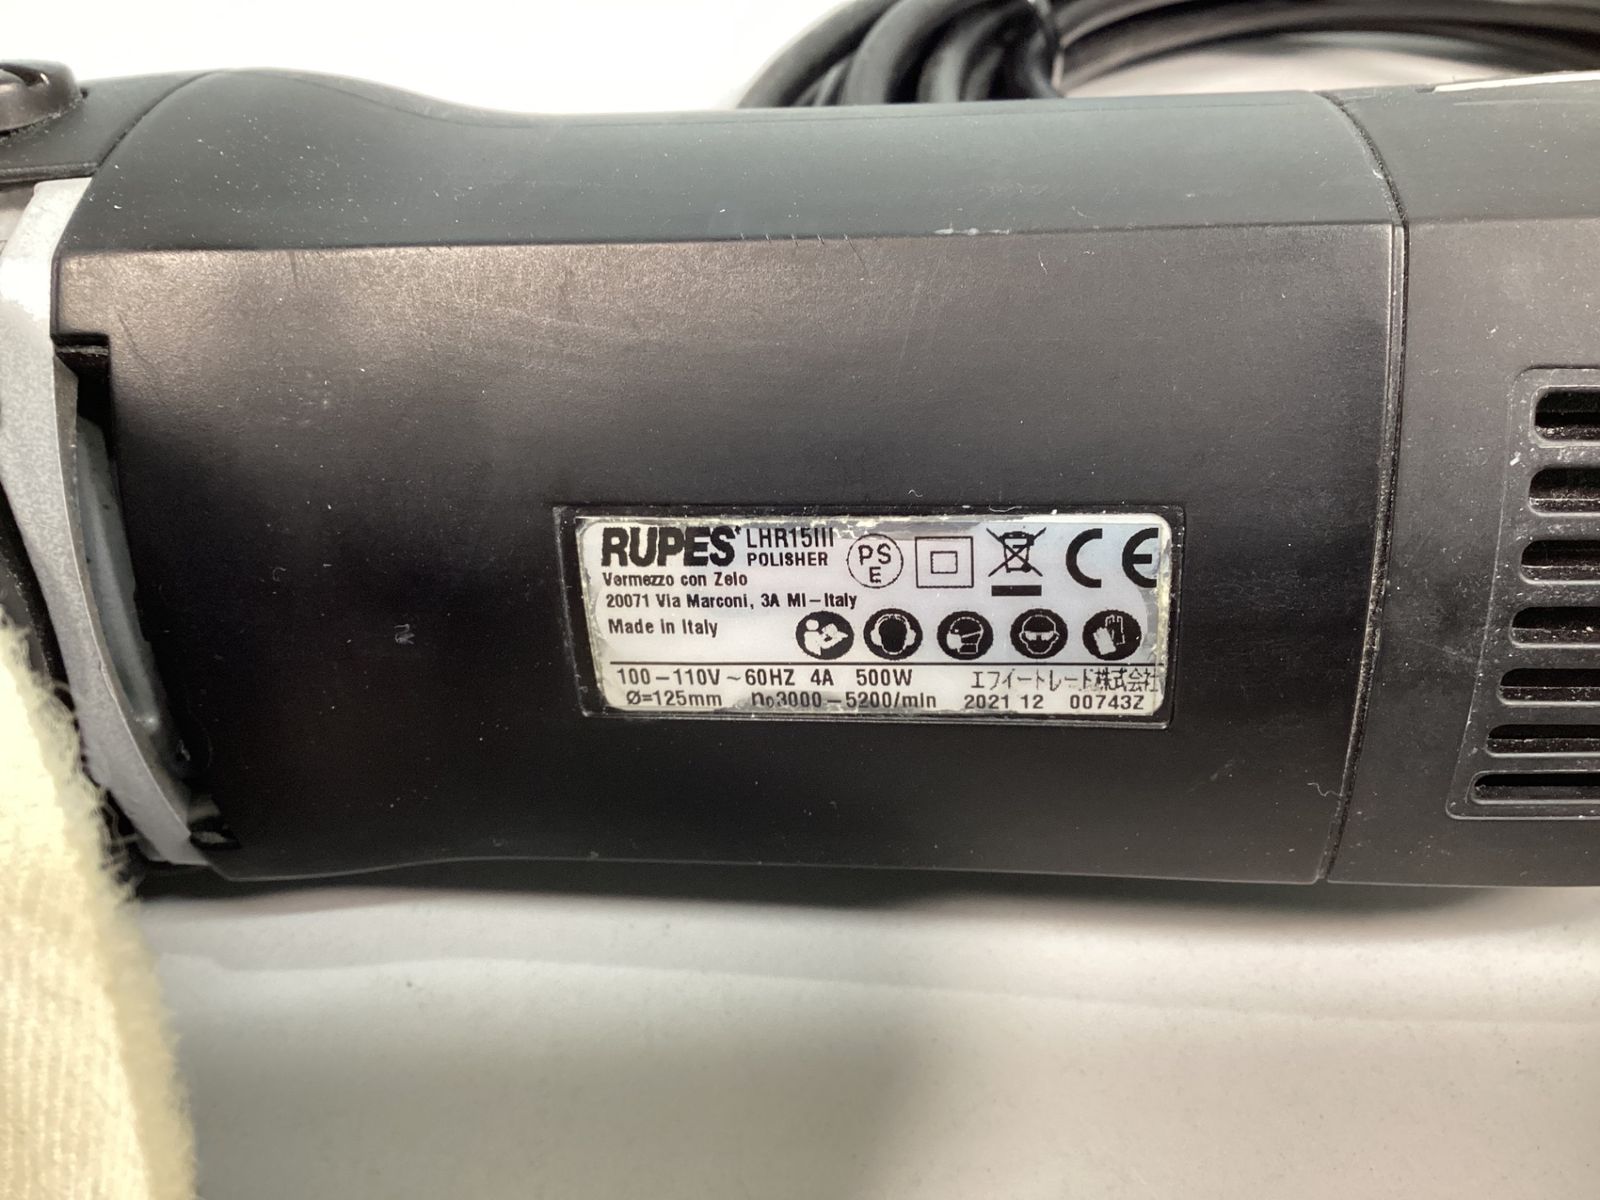 RUPES LHR15III
POLISHER
PS
E
CE
Vermezzo con Zelo
20071 Via Marconi, 3A MI-Italy
Made in Italy
100-110V~60HZ 4A 500W エフイートレード株式会社
Ø=125mm n₀3000-5200/min 2021 12 00743Z